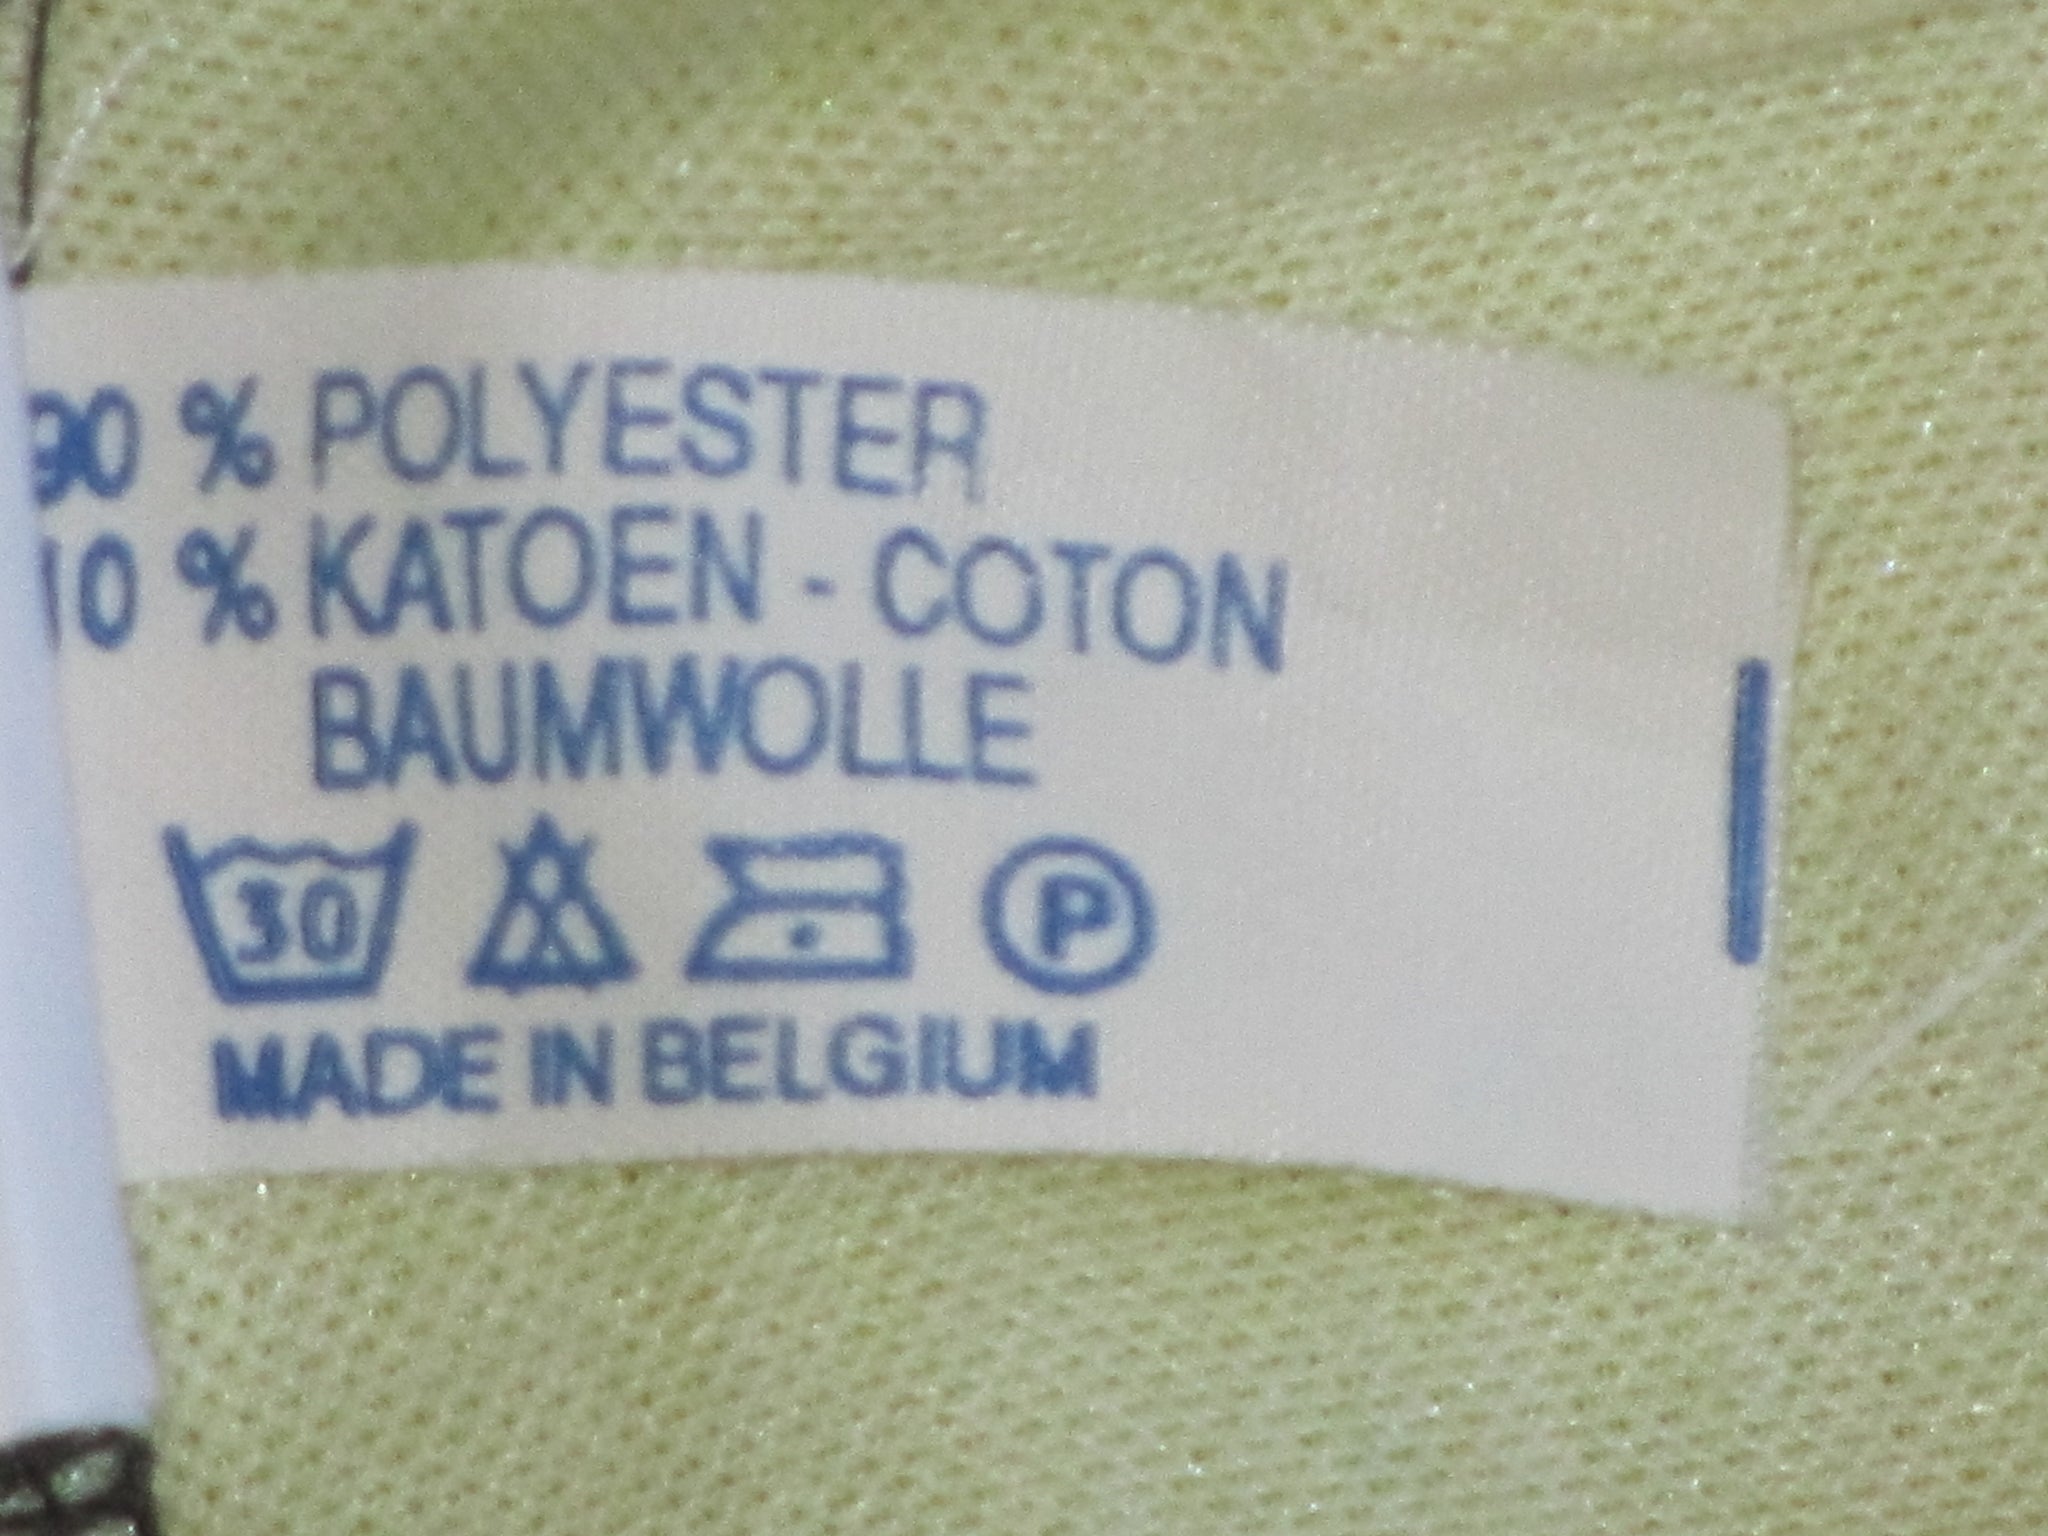 90 % POLYESTER
10 % KATOEN - COTON
BAUMWOLLE
30 P
MADE IN BELGIUM